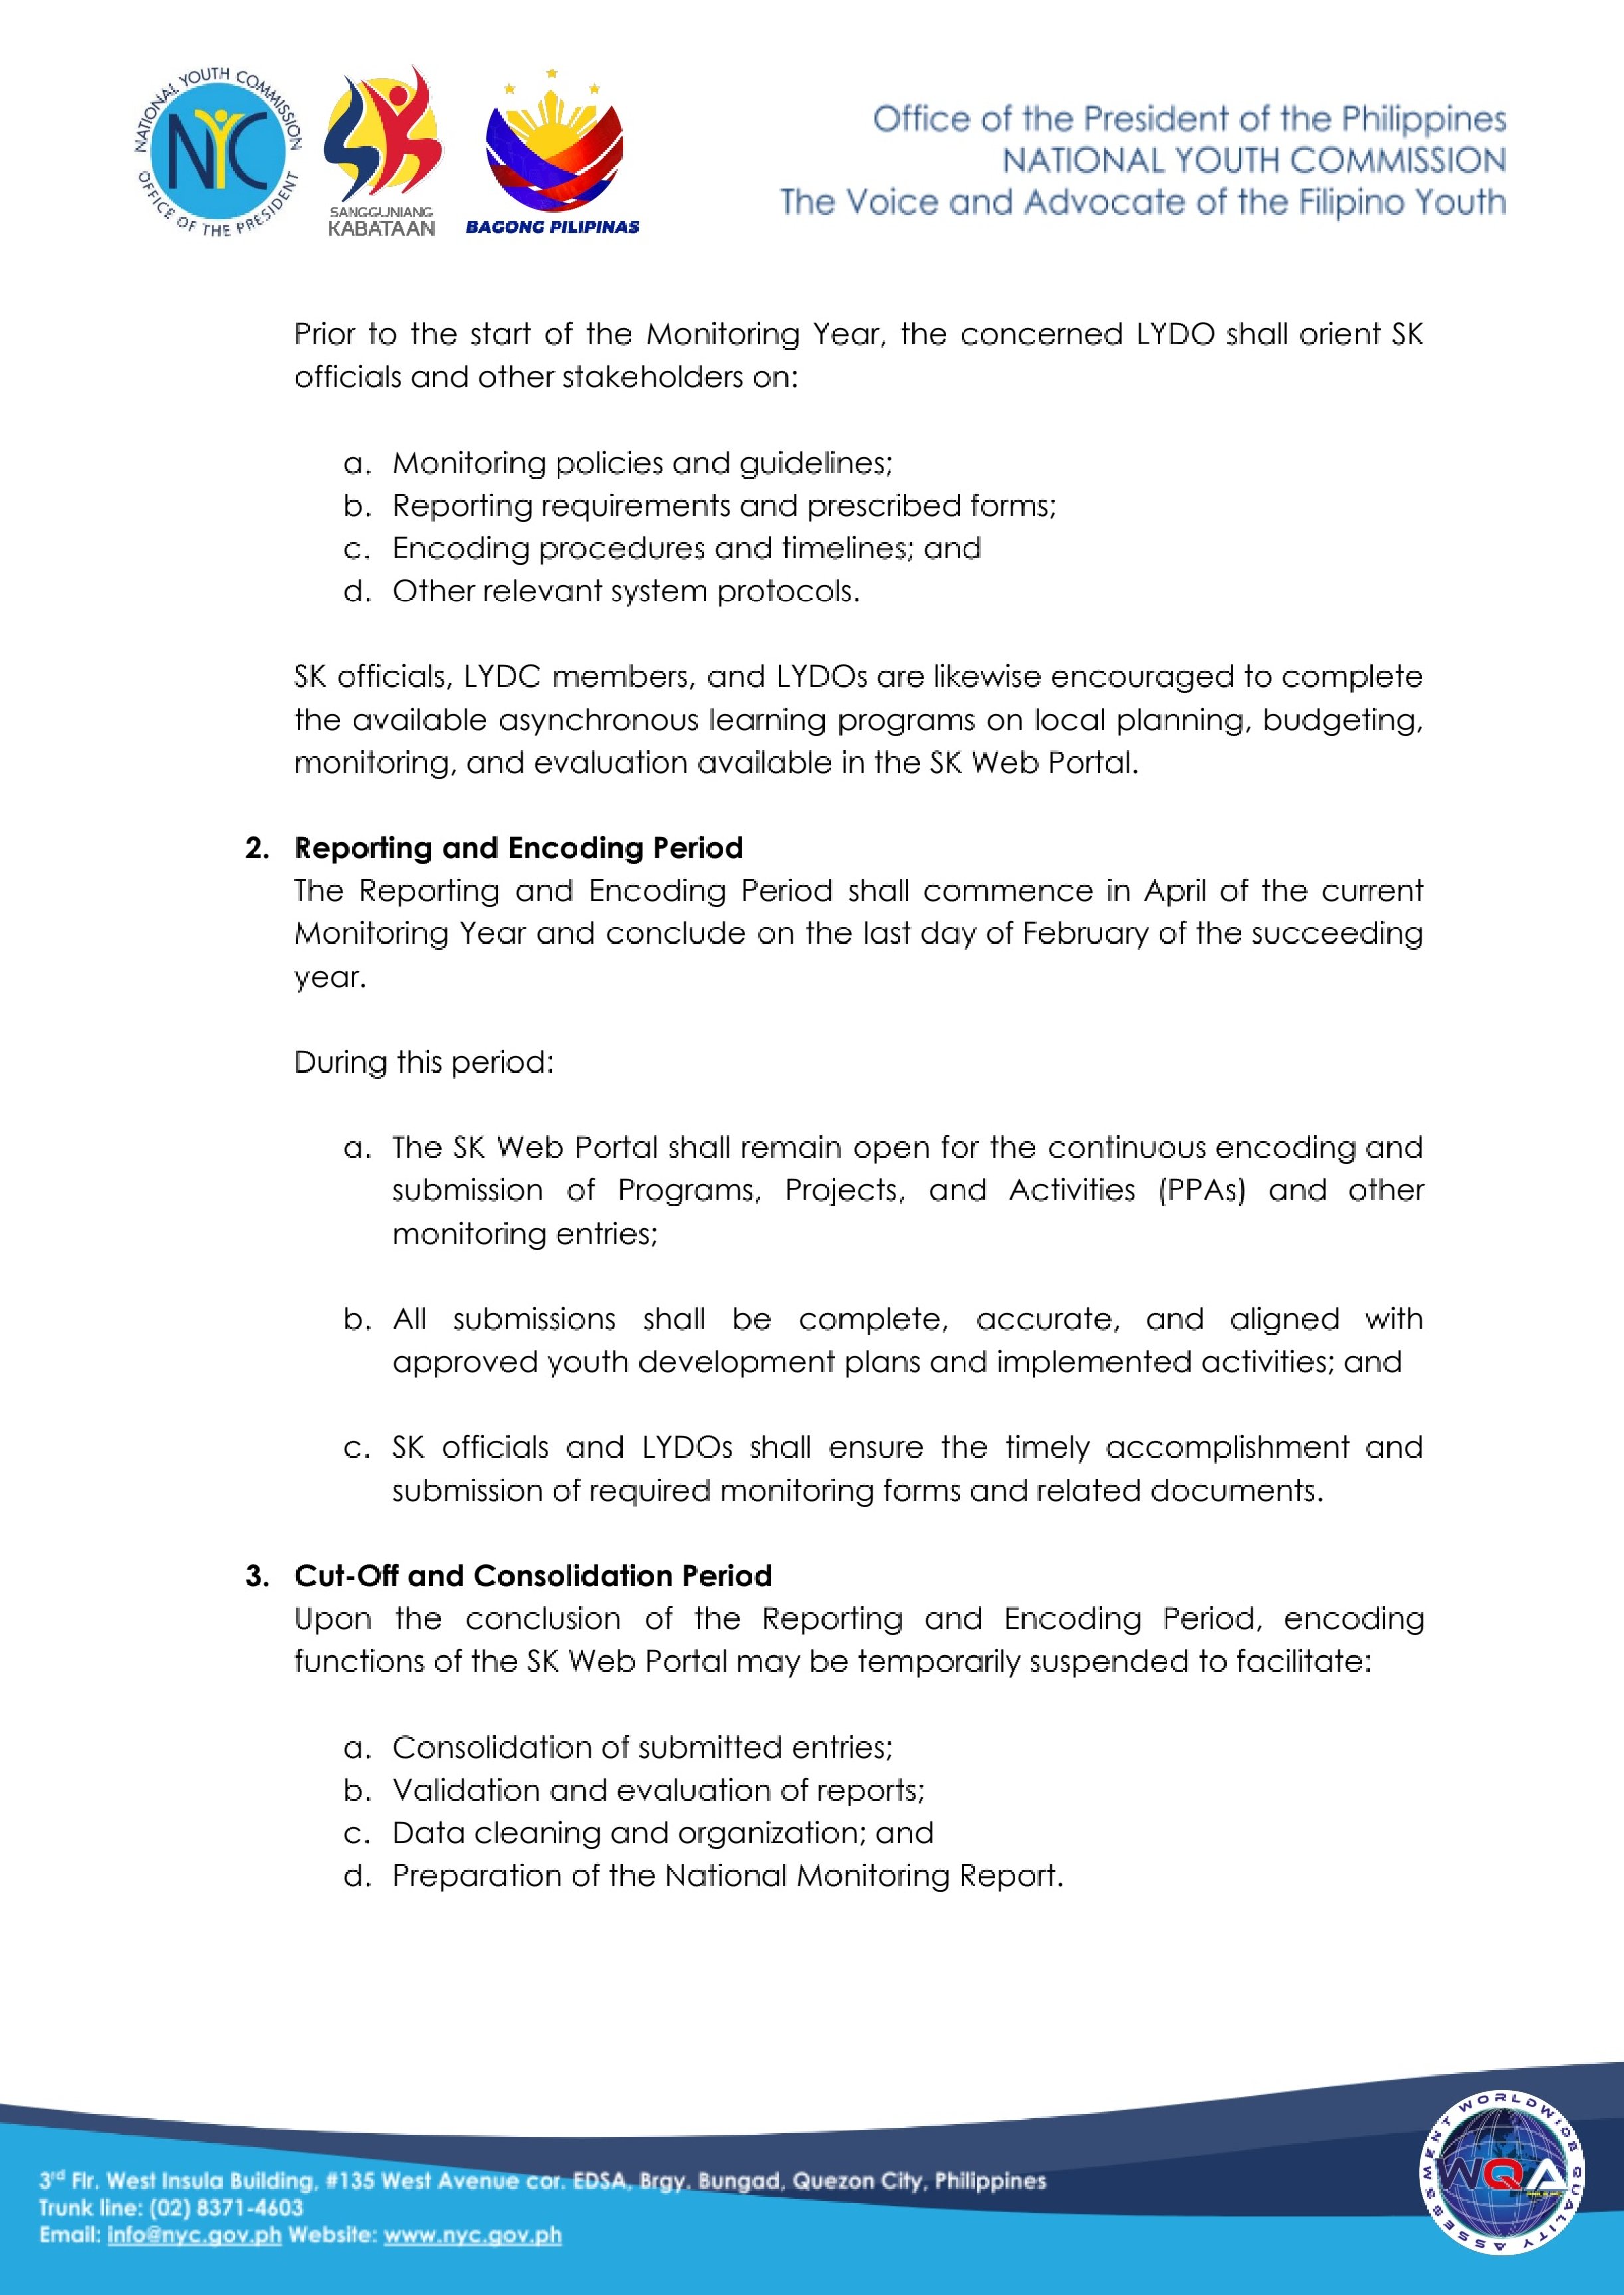 NATIONAL YOUTH COMMISSION
OFFICE OF THE PRESIDENT
NYC
SANGGUNIANG
KABATAAN
BAGONG PILIPINAS
Office of the President of the Philippines
NATIONAL YOUTH COMMISSION
The Voice and Advocate of the Filipino Youth
Prior to the start of the Monitoring Year, the concerned LYDO shall orient SK
officials and other stakeholders on:
a. Monitoring policies and guidelines;
b. Reporting requirements and prescribed forms;
c. Encoding procedures and timelines; and
d. Other relevant system protocols.
SK officials, LYDC members, and LYDOs are likewise encouraged to complete
the available asynchronous learning programs on local planning, budgeting,
monitoring, and evaluation available in the SK Web Portal.
2. Reporting and Encoding Period
The Reporting and Encoding Period shall commence in April of the current
Monitoring Year and conclude on the last day of February of the succeeding
year.
During this period:
a. The SK Web Portal shall remain open for the continuous encoding and
submission of Programs, Projects, and Activities (PPAs) and other
monitoring entries;
b. All submissions shall be complete, accurate, and aligned with
approved youth development plans and implemented activities; and
c. SK officials and LYDOs shall ensure the timely accomplishment and
submission of required monitoring forms and related documents.
3. Cut-Off and Consolidation Period
Upon the conclusion of the Reporting and Encoding Period, encoding
functions of the SK Web Portal may be temporarily suspended to facilitate:
a. Consolidation of submitted entries;
b. Validation and evaluation of reports;
c. Data cleaning and organization; and
d. Preparation of the National Monitoring Report.
3rd Flr. West Insula Building, #135 West Avenue cor. EDSA, Brgy. Bungad, Quezon City, Philippines
Trunk line: (02) 8371-4603
Email: info@nyc.gov.ph Website: www.nyc.gov.ph
WORLDWIDE QUALITY ASSESSMENT
WQA